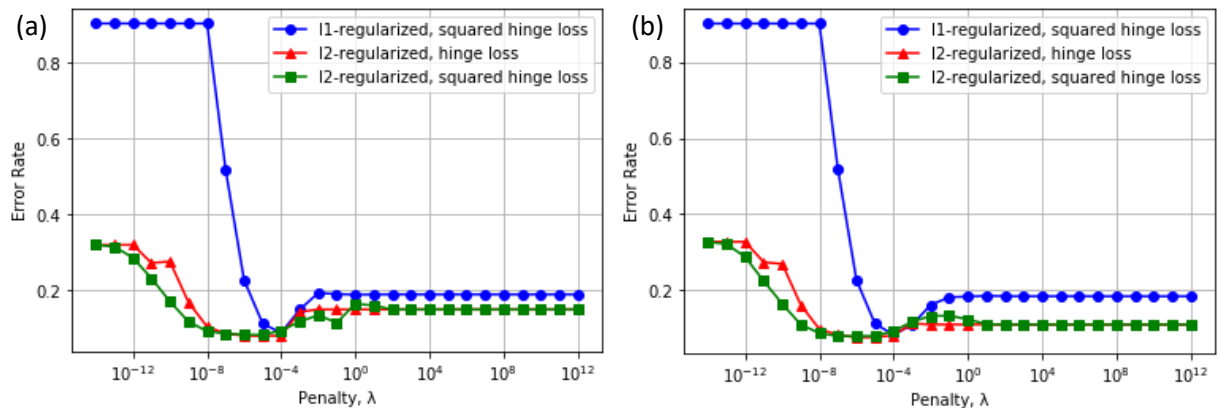 (a)
l1-regularized, squared hinge loss
l2-regularized, hinge loss
l2-regularized, squared hinge loss
Error Rate
0.8
0.6
0.4
0.2
10⁻¹² 10⁻⁸ 10⁻⁴ 10⁰ 10⁴ 10⁸ 10¹²
Penalty, λ
(b)
l1-regularized, squared hinge loss
l2-regularized, hinge loss
l2-regularized, squared hinge loss
Error Rate
0.8
0.6
0.4
0.2
10⁻¹² 10⁻⁸ 10⁻⁴ 10⁰ 10⁴ 10⁸ 10¹²
Penalty, λ